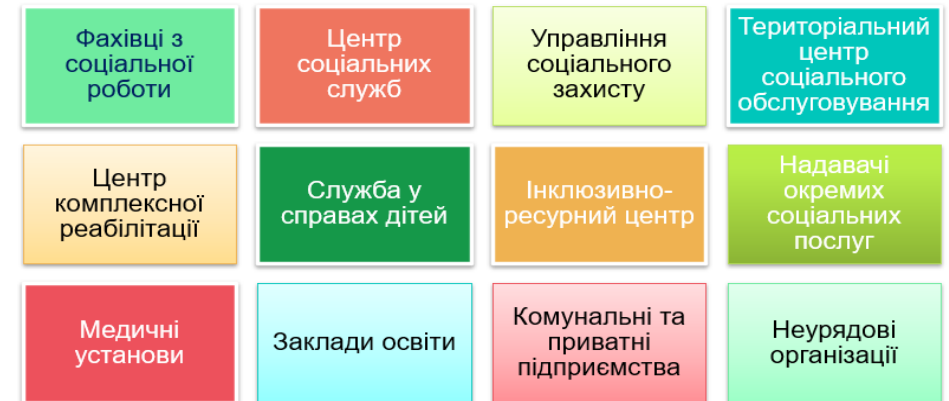 Фахівці з
соціальної
роботи
Центр
соціальних
служб
Управління
соціального
захисту
Територіальний
центр
соціального
обслуговування
Центр
комплексної
реабілітації
Служба у
справах дітей
Інклюзивно-
ресурний центр
Надавачі
окремих
соціальних
послуг
Медичні
установи
Заклади освіти
Комунальні та
приватні
підприємства
Неурядові
організації